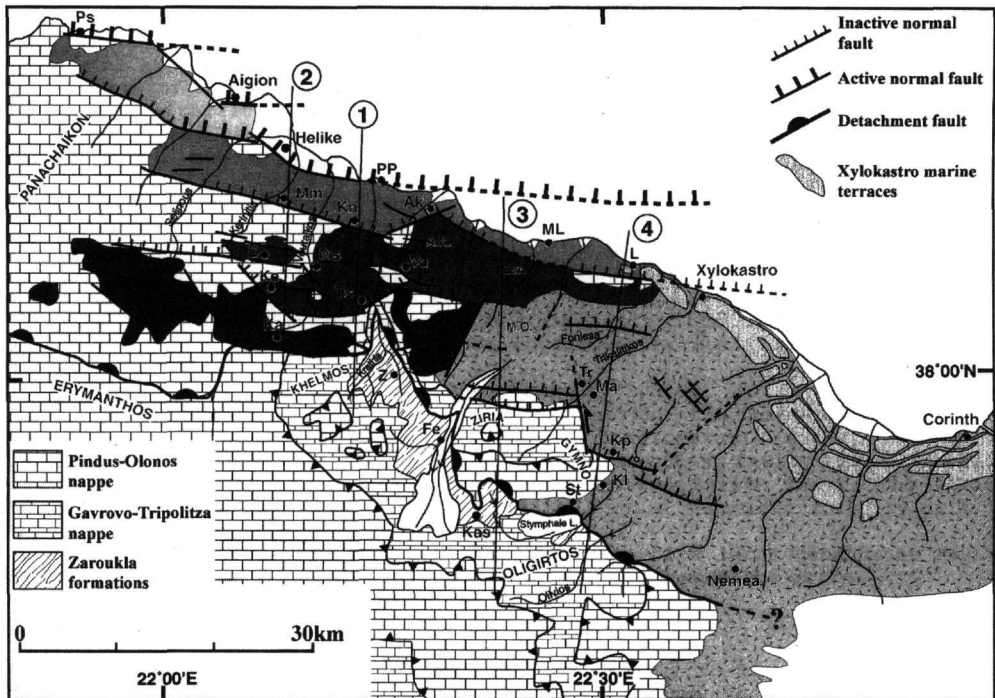 Ps
Inactive normal
fault
Active normal fault
Detachment fault
Xylokastro marine
terraces
Aigion
2
1
Helike
PP
PANACHAIKON
Selinous
Mm
Kn
Ak
3
ML
4
L
Xylokastro
M.O.
Fonissa
Trikalitikos
ERYMANTHOS
KHELMOS
Krathis
Z
Tr
Ma
38°00'N
Corinth
ZIRIA
Fe
GYMNO
Kp
Kl
St
Kas
Stymphale L.
OLIGIRTOS
Olvios
Nemea
?
Pindus-Olonos
nappe
Gavrovo-Tripolitza
nappe
Zaroukla
formations
0
30km
22°00'E
22°30'E